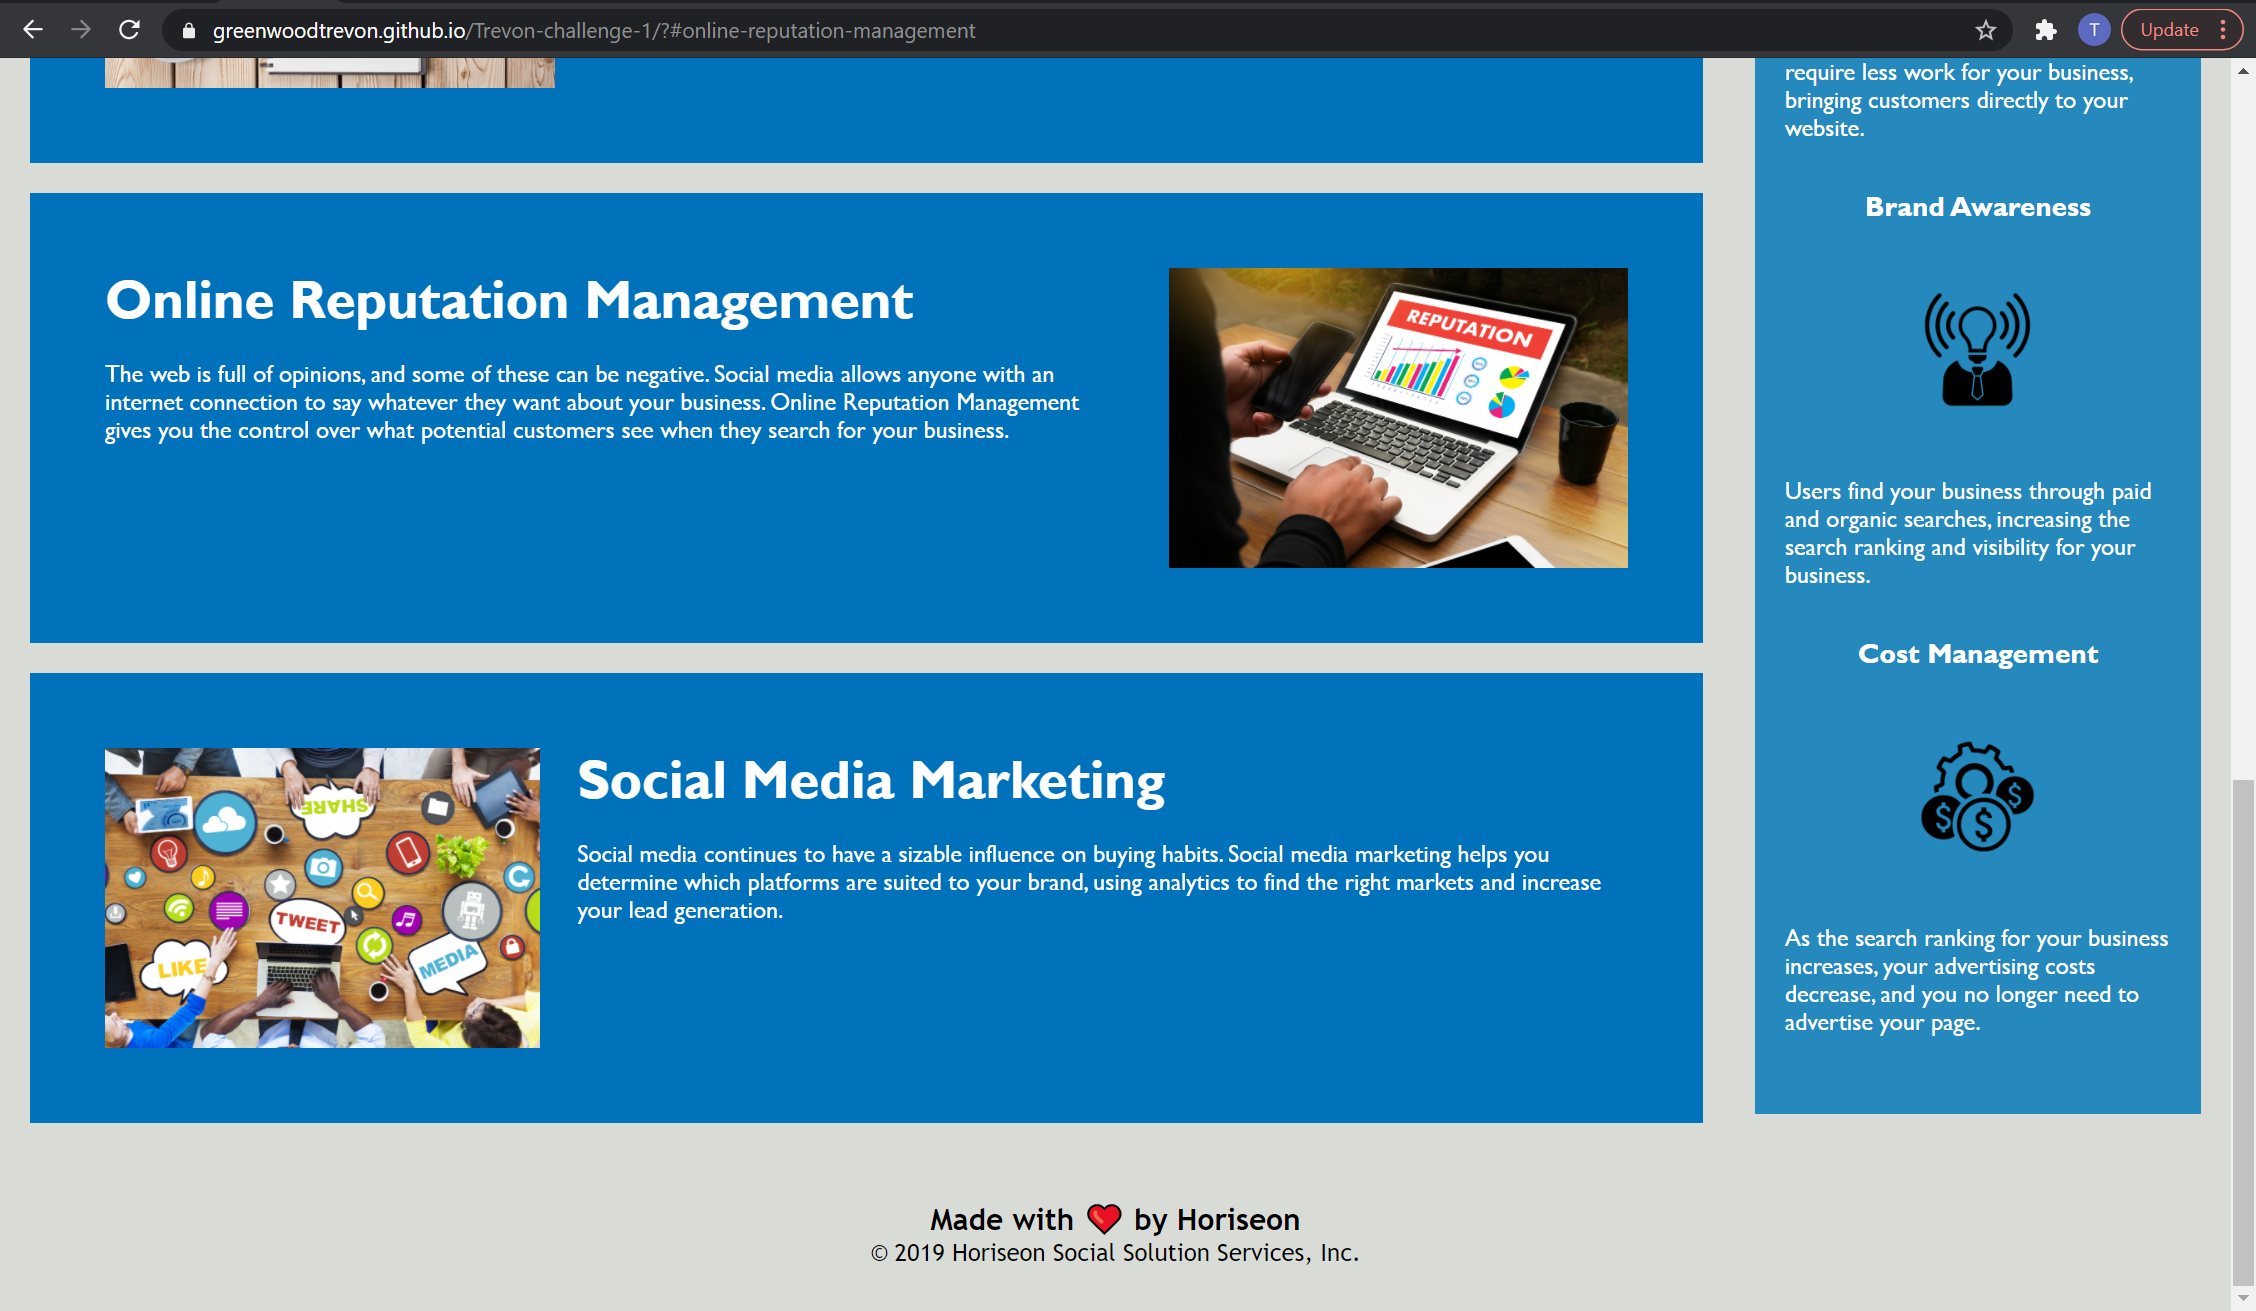 greenwoodtrevon.github.io/Trevon-challenge-1/?#online-reputation-management
T
Update
Online Reputation Management
The web is full of opinions, and some of these can be negative. Social media allows anyone with an
internet connection to say whatever they want about your business. Online Reputation Management
gives you the control over what potential customers see when they search for your business.
REPUTATION
SHARE
TWEET
LIKE
MEDIA
Social Media Marketing
Social media continues to have a sizable influence on buying habits. Social media marketing helps you
determine which platforms are suited to your brand, using analytics to find the right markets and increase
your lead generation.
require less work for your business,
bringing customers directly to your
website.
Brand Awareness
Users find your business through paid
and organic searches, increasing the
search ranking and visibility for your
business.
Cost Management
$ $ $
As the search ranking for your business
increases, your advertising costs
decrease, and you no longer need to
advertise your page.
Made with ❤️ by Horiseon
© 2019 Horiseon Social Solution Services, Inc.